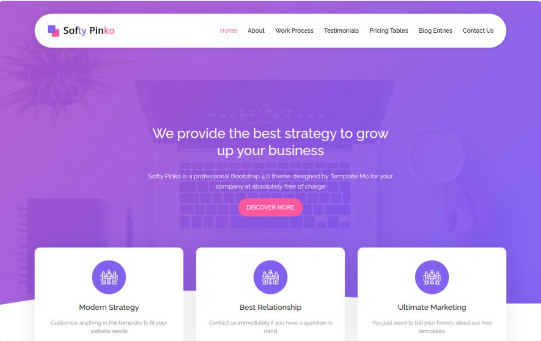 Softy Pinko
Home About Work Process Testimonials Pricing Tables Blog Entries Contact Us
We provide the best strategy to grow
up your business
Softy Pinko is a professional Bootstrap 4.0 theme designed by Template Mo for your
company at absolutely free of charge
DISCOVER MORE
Modern Strategy
Customize anything in this template to fit your
website needs
Best Relationship
Contact us immediately if you have a question in
mind
Ultimate Marketing
You just need to tell your friends about our free
templates